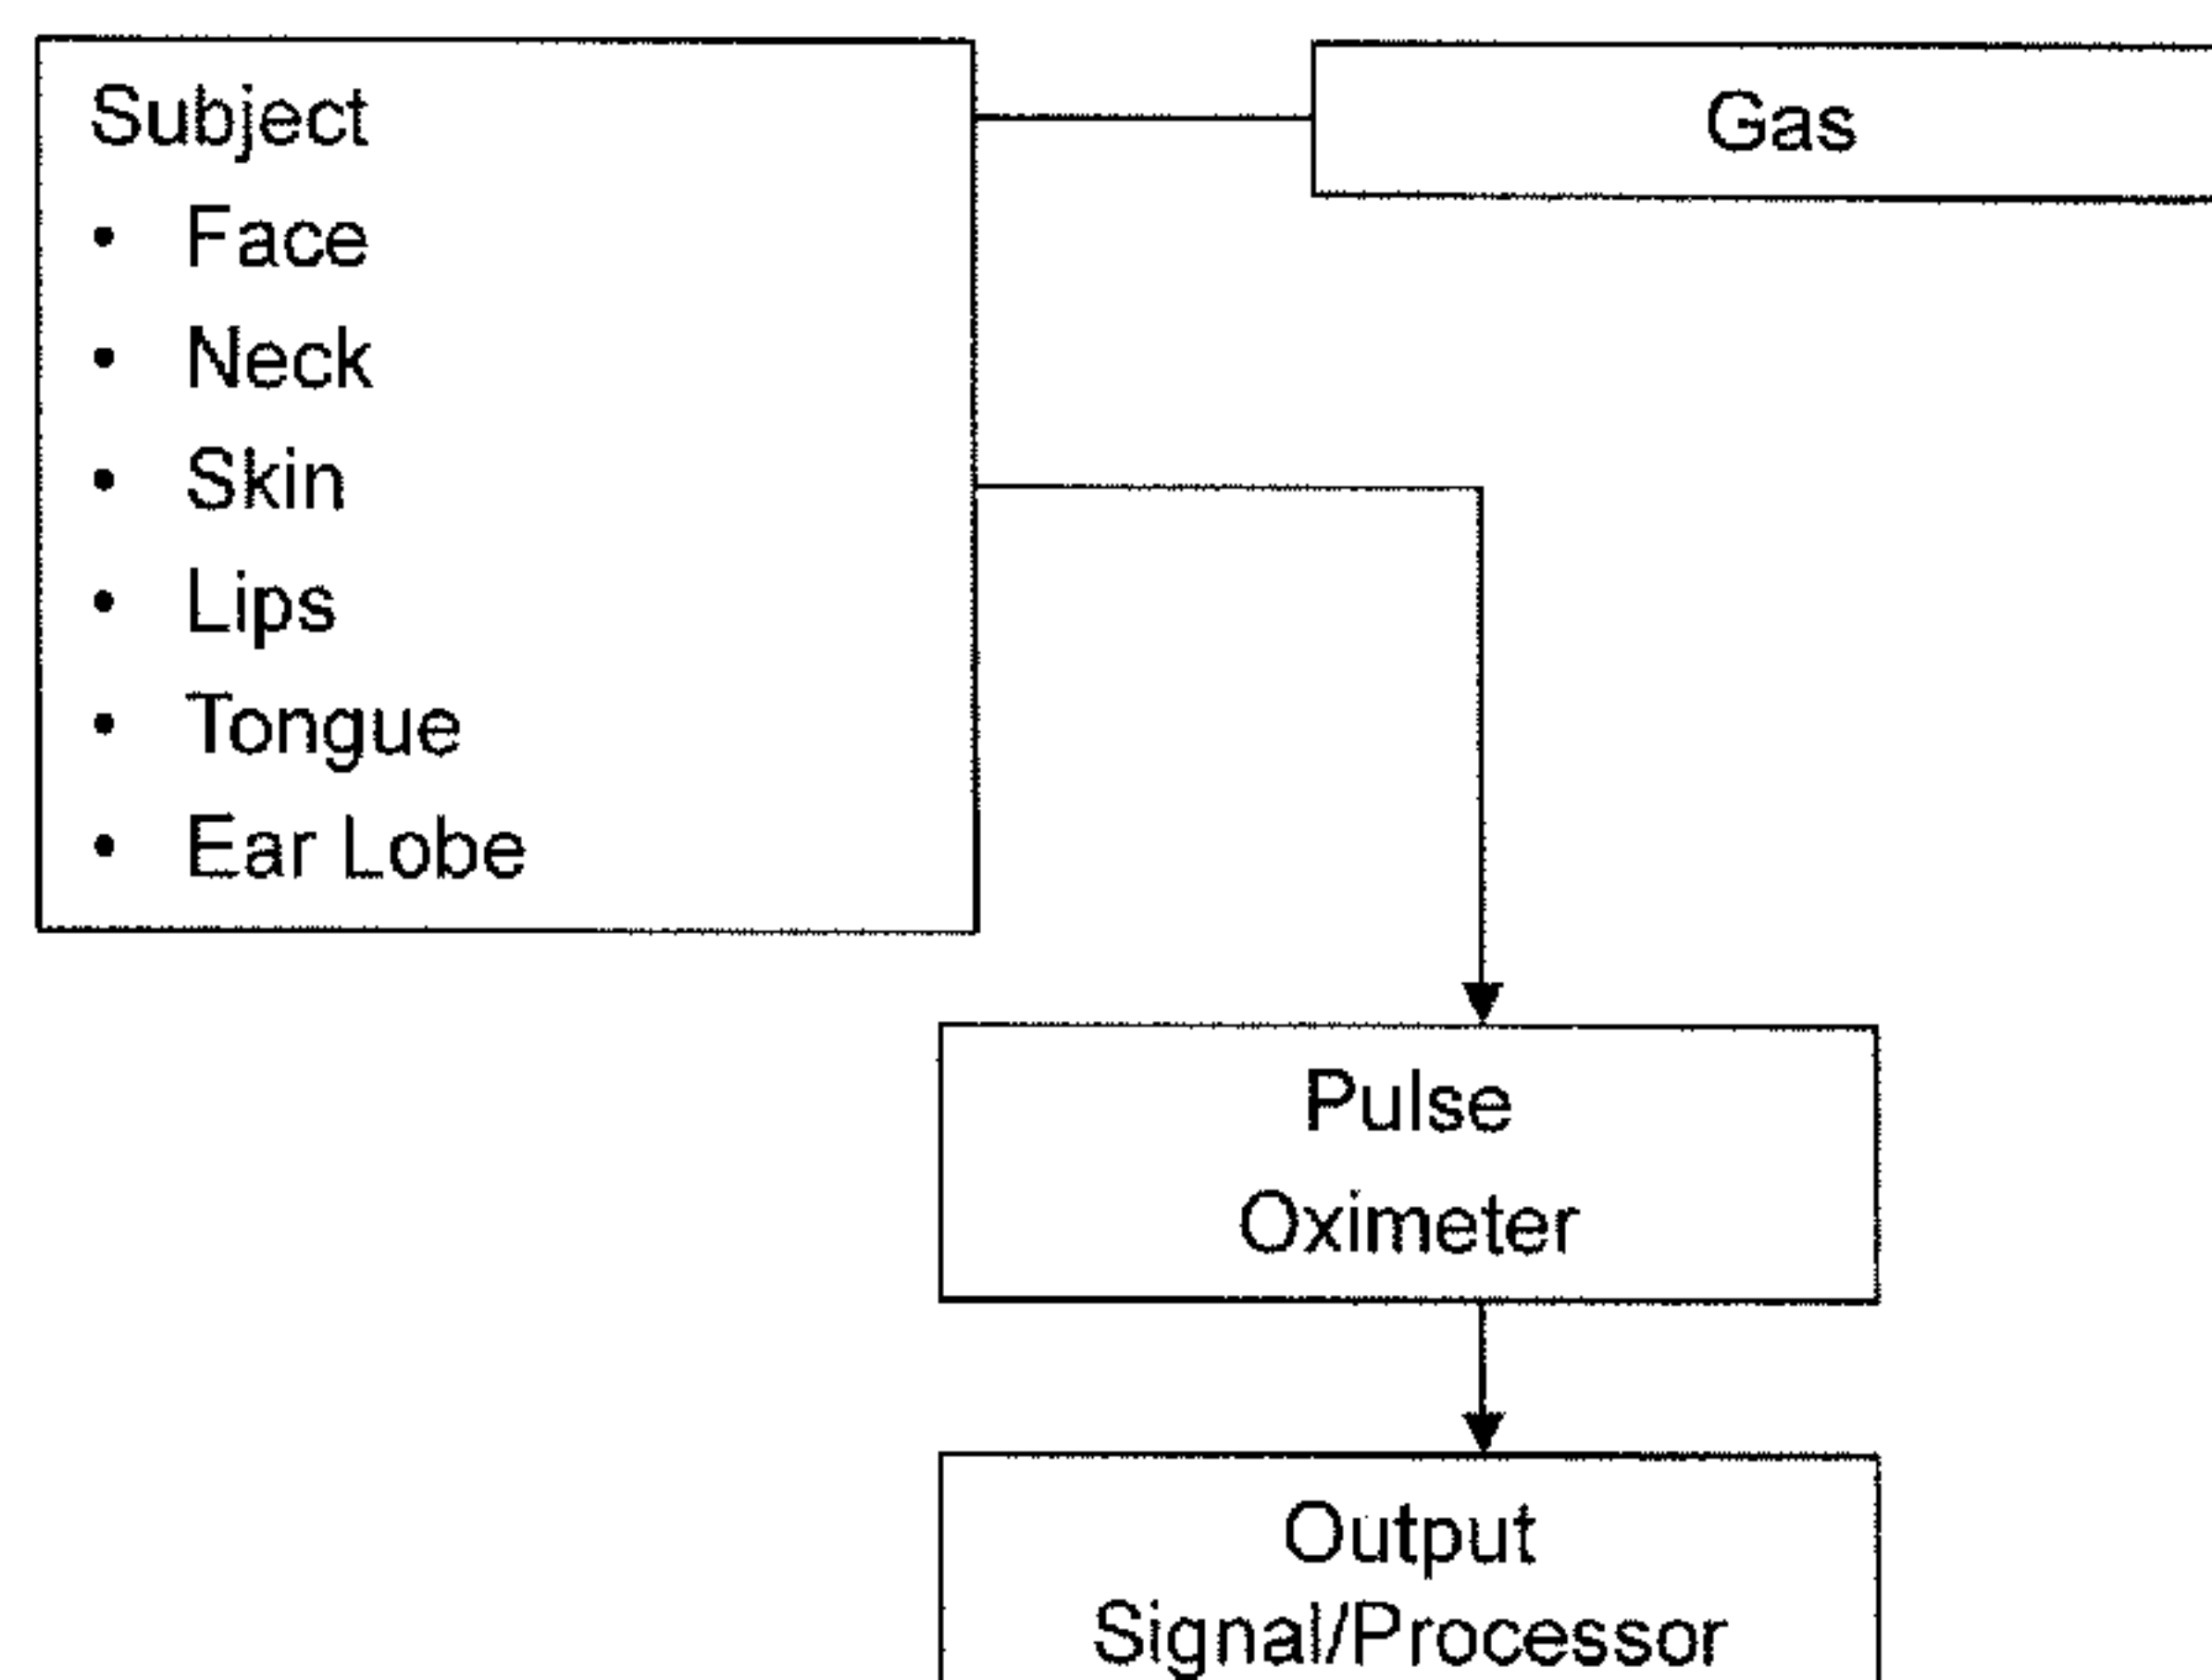 Subject
• Face
• Neck
• Skin
• Lips
• Tongue
• Ear Lobe
Gas
Pulse
Oximeter
Output
Signal/Processor